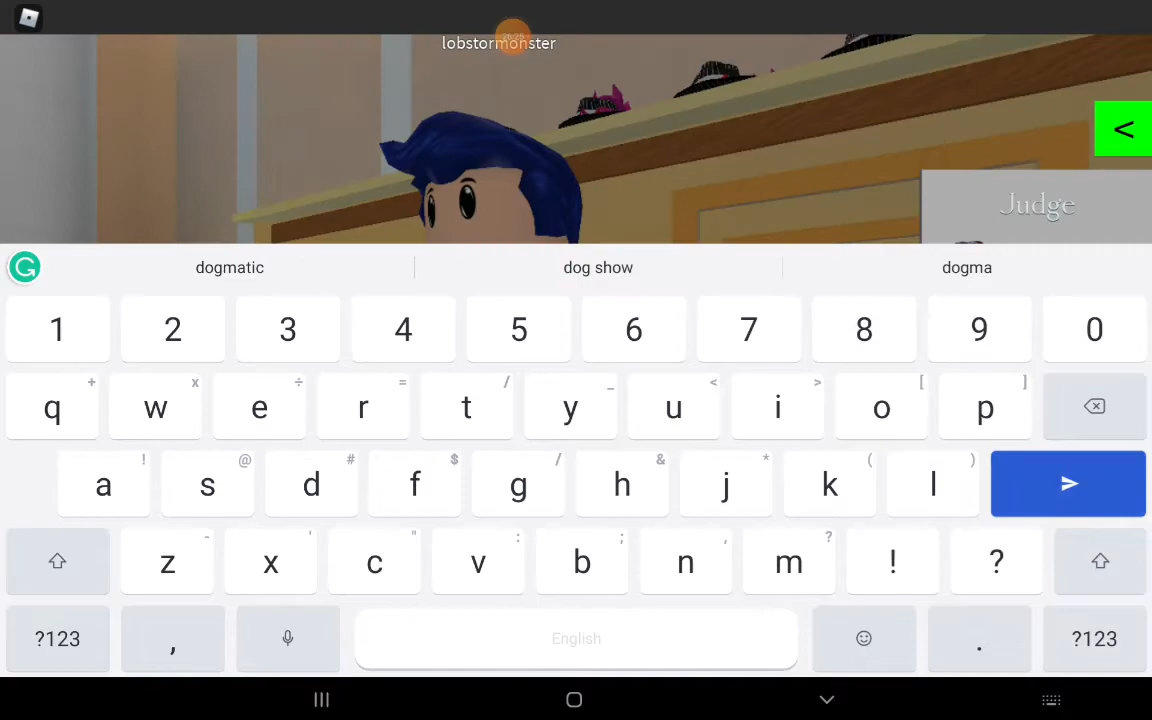 lobstormonster
<
Judge
dogmatic dog show dogma
1 2 3 4 5 6 7 8 9 0
+ x ÷ = / _ < > [ ]
q w e r t y u i o p
! @ # $ / & * ( )
a s d f g h j k l
- ' " : ; , ?
z x c v b n m ! ?
?123 , English . ?123